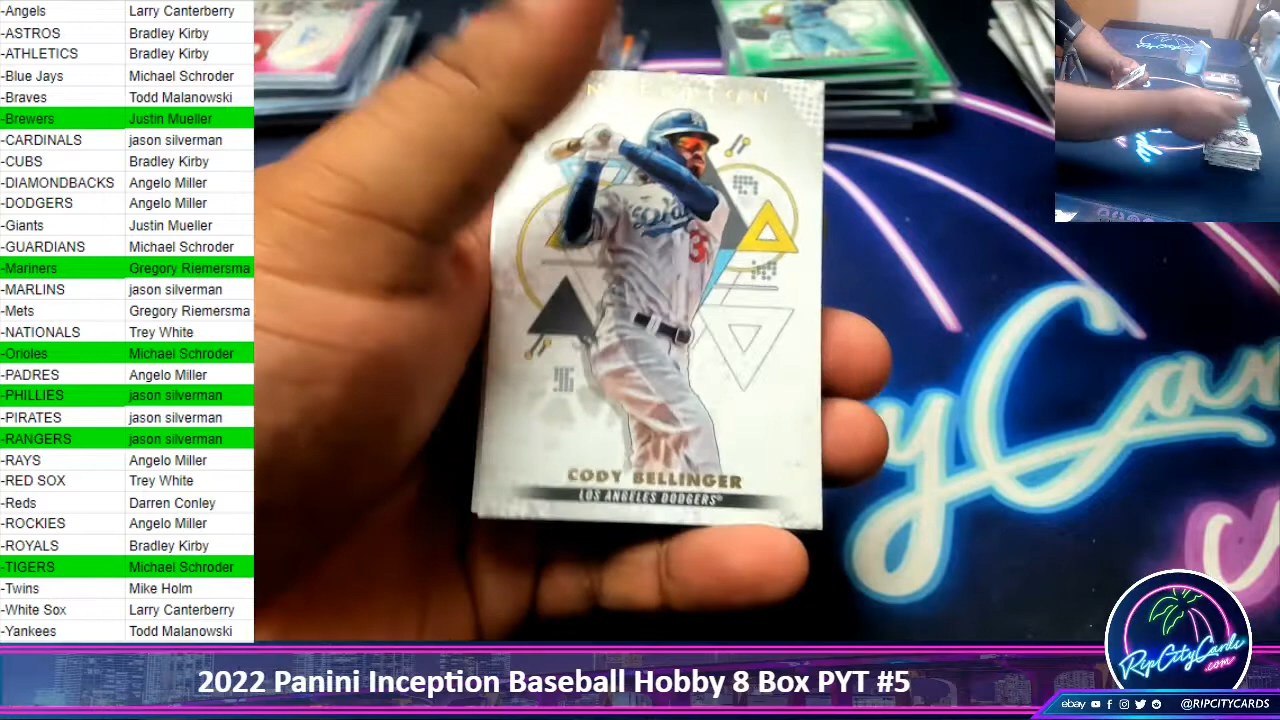 -Angels Larry Canterberry
-ASTROS Bradley Kirby
-ATHLETICS Bradley Kirby
-Blue Jays Michael Schroder
-Braves Todd Malanowski
-Brewers Justin Mueller
-CARDINALS jason silverman
-CUBS Bradley Kirby
-DIAMONDBACKS Angelo Miller
-DODGERS Angelo Miller
-Giants Justin Mueller
-GUARDIANS Michael Schroder
-Mariners Gregory Riemersma
-MARLINS jason silverman
-Mets Gregory Riemersma
-NATIONALS Trey White
-Orioles Michael Schroder
-PADRES Angelo Miller
-PHILLIES jason silverman
-PIRATES jason silverman
-RANGERS jason silverman
-RAYS Angelo Miller
-RED SOX Trey White
-Reds Darren Conley
-ROCKIES Angelo Miller
-ROYALS Bradley Kirby
-TIGERS Michael Schroder
-Twins Mike Holm
-White Sox Larry Canterberry
-Yankees Todd Malanowski
CODY BELLINGER
LOS ANGELES DODGERS
RipCityCards
.com
2022 Panini Inception Baseball Hobby 8 Box PYT #5
ebay @RIPCITYCARDS